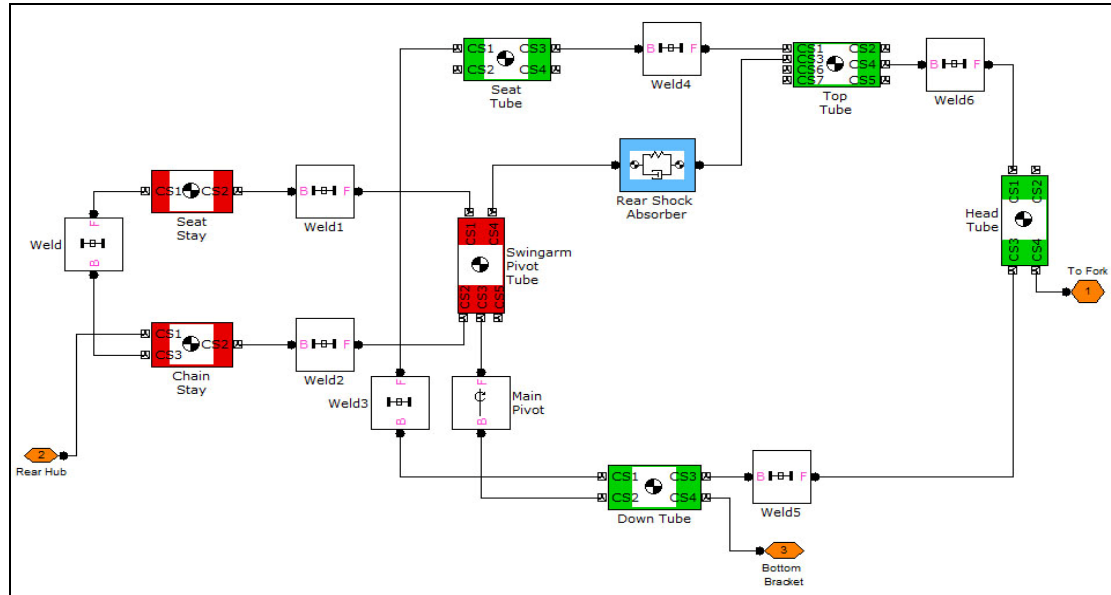 CS1 CS3
CS2 CS4
Seat
Tube
B F
Weld4
CS1 CS2
CS3 CS4
CS6
CS7 CS5
Top
Tube
B F
Weld6
CS1 CS2
Seat
Stay
B F
Weld1
Rear Shock
Absorber
CS1 CS2
CS3 CS4
Head
Tube
To Fork
1
Weld
F
B
CS1 CS4
CS2 CS3 CS5
Swingarm
Pivot
Tube
CS1
CS3 CS2
Chain
Stay
B F
Weld2
F
B
Weld3
F
B
Main
Pivot
2
Rear Hub
CS1 CS3
CS2 CS4
Down Tube
B F
Weld5
3
Bottom
Bracket